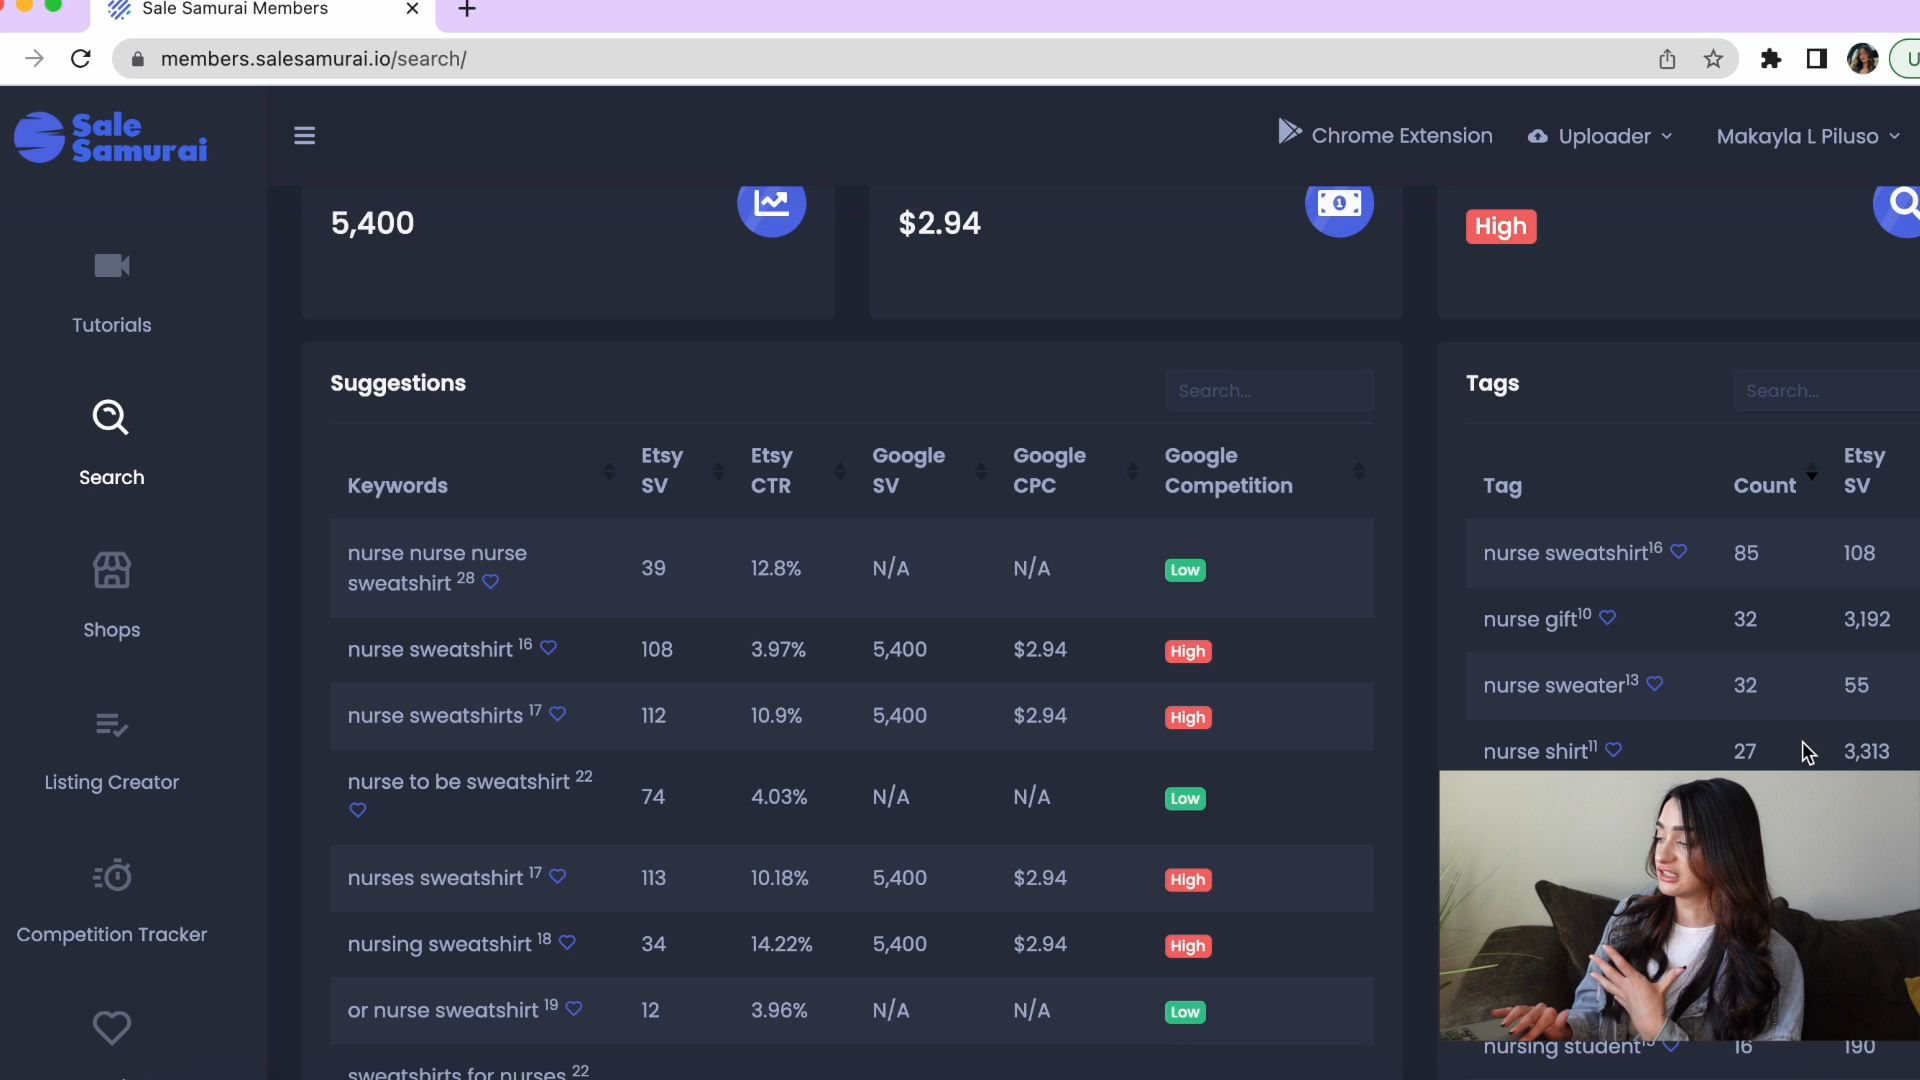 Sale Samurai Members
members.salesamurai.io/search/
U
Sale
Samurai
Chrome Extension
Uploader
Makayla L Piluso
Tutorials
Search
Shops
Listing Creator
Competition Tracker
5,400
$2.94
High
Suggestions
Search...
Keywords
Etsy SV
Etsy CTR
Google SV
Google CPC
Google Competition
nurse nurse nurse sweatshirt 28
39
12.8%
N/A
N/A
Low
nurse sweatshirt 16
108
3.97%
5,400
$2.94
High
nurse sweatshirts 17
112
10.9%
5,400
$2.94
High
nurse to be sweatshirt 22
74
4.03%
N/A
N/A
Low
nurses sweatshirt 17
113
10.18%
5,400
$2.94
High
nursing sweatshirt 18
34
14.22%
5,400
$2.94
High
or nurse sweatshirt 19
12
3.96%
N/A
N/A
Low
sweatshirts for nurses 22
Tags
Search...
Tag
Count
Etsy SV
nurse sweatshirt16
85
108
nurse gift10
32
3,192
nurse sweater13
32
55
nurse shirt11
27
3,313
nursing student
16
190